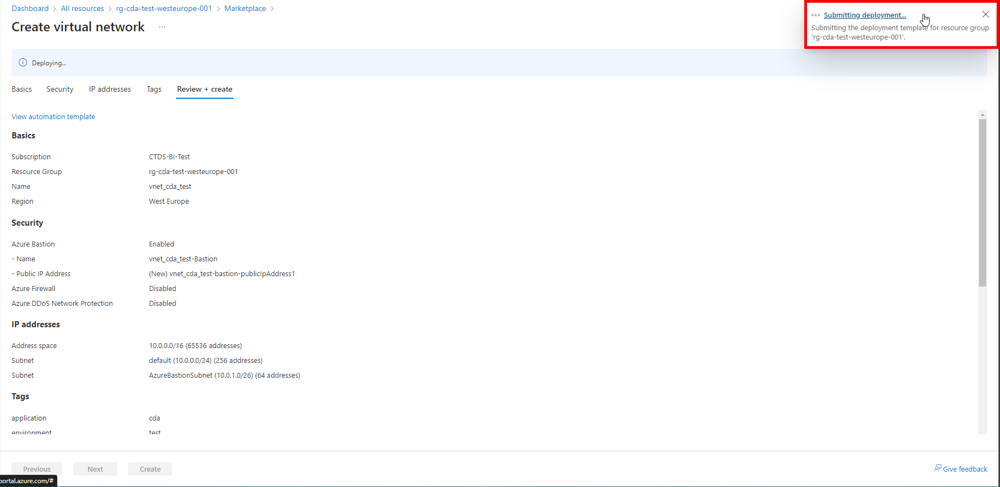 Dashboard > All resources > rg-cda-test-westeurope-001 > Marketplace >
Create virtual network ...
Submitting deployment...
Submitting the deployment template for resource group
'rg-cda-test-westeurope-001'.
Deploying...
Basics Security IP addresses Tags Review + create
View automation template
Basics
Subscription CTDS-BI-Test
Resource Group rg-cda-test-westeurope-001
Name vnet_cda_test
Region West Europe
Security
Azure Bastion Enabled
- Name vnet_cda_test-Bastion
- Public IP Address (New) vnet_cda_test-bastion-publicIpAddress1
Azure Firewall Disabled
Azure DDoS Network Protection Disabled
IP addresses
Address space 10.0.0.0/16 (65536 addresses)
Subnet default (10.0.0.0/24) (256 addresses)
Subnet AzureBastionSubnet (10.0.1.0/26) (64 addresses)
Tags
application cda
environment test
Previous Next Create
Give feedback
portal.azure.com/#